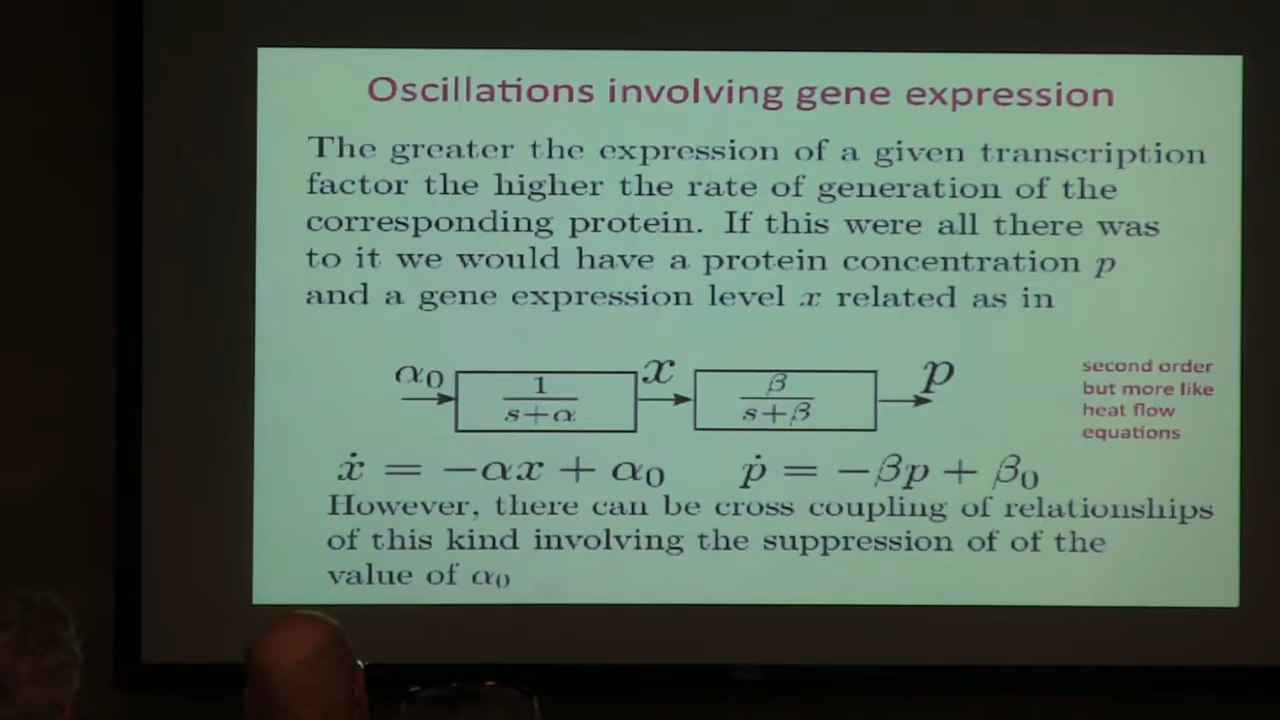 Oscillations involving gene expression
The greater the expression of a given transcription
factor the higher the rate of generation of the
corresponding protein. If this were all there was
to it we would have a protein concentration p
and a gene expression level x related as in
α₀ 1/(s+α) x β/(s+β) p
second order
but more like
heat flow
equations
ẋ = −αx + α₀ ṗ = −βp + β₀
However, there can be cross coupling of relationships
of this kind involving the suppression of of the
value of α₀